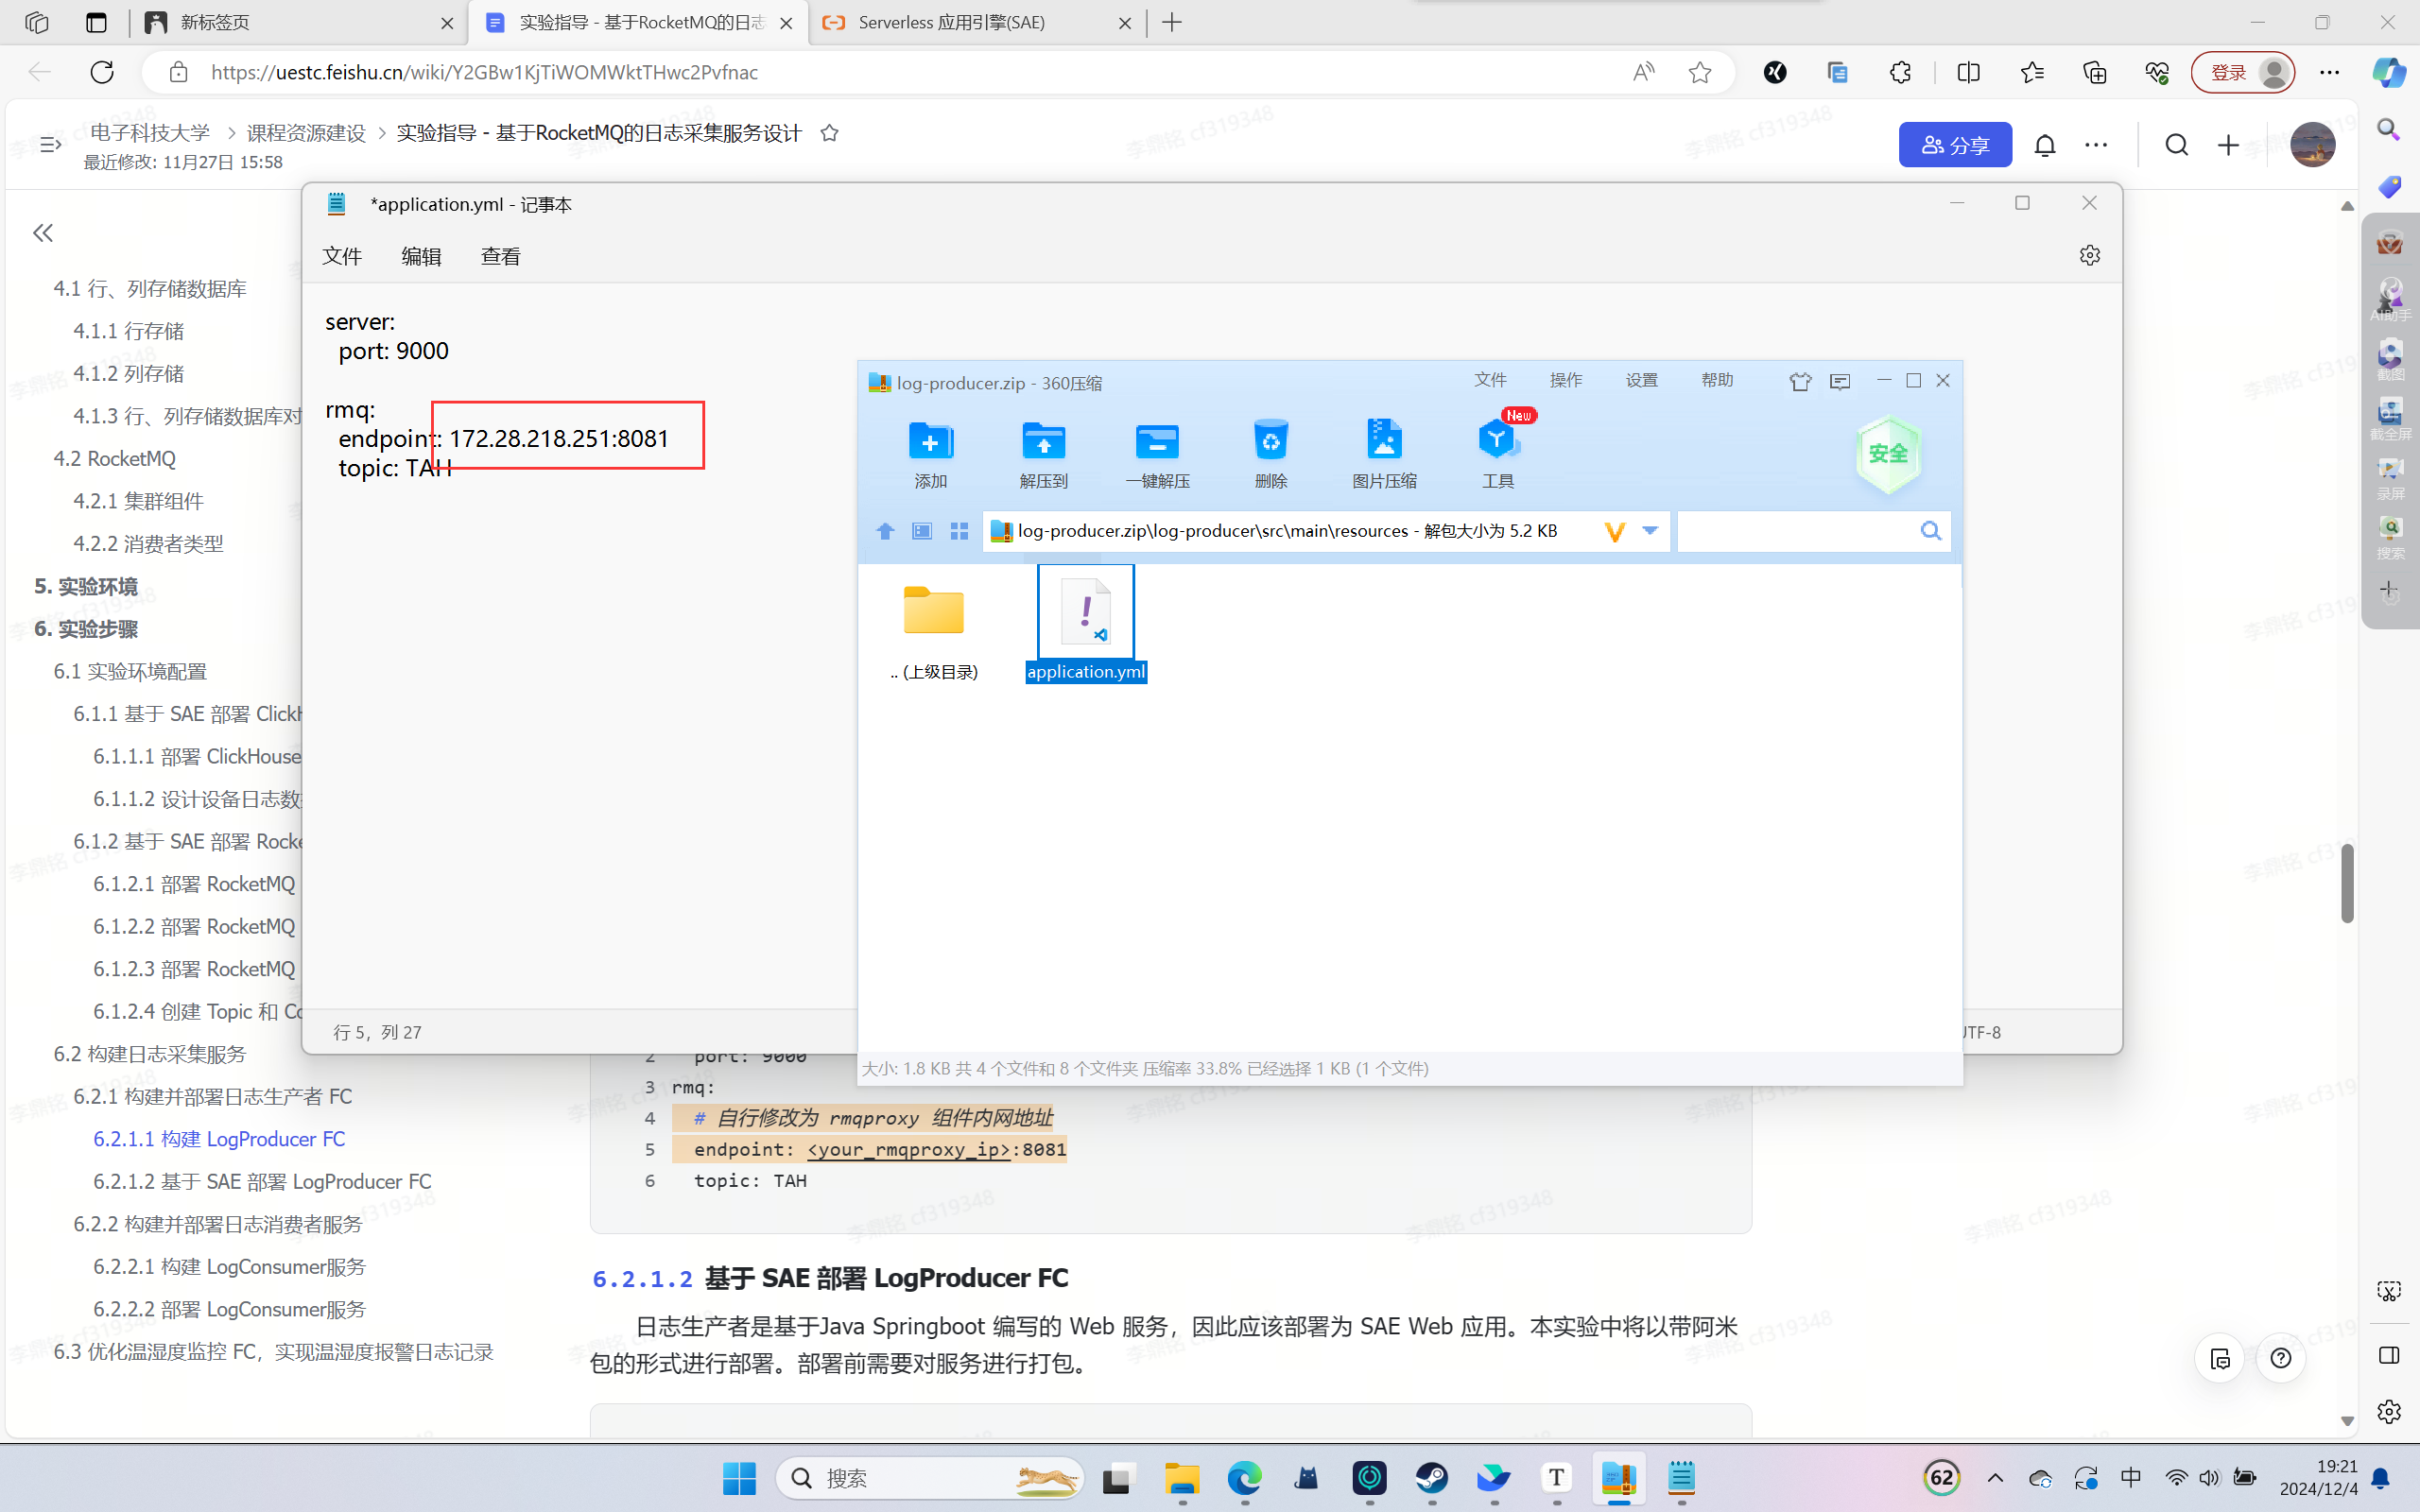 新标签页
实验指导 - 基于RocketMQ的日志
Serverless 应用引擎(SAE)
https://uestc.feishu.cn/wiki/Y2GBw1KjTiWOMWktTHwc2Pvfnac
登录
电子科技大学 > 课程资源建设 > 实验指导 - 基于RocketMQ的日志采集服务设计
最近修改: 11月27日 15:58
分享
*application.yml - 记事本
文件 编辑 查看
server:
port: 9000
rmq:
endpoint: 172.28.218.251:8081
topic: TAH
行 5，列 27
UTF-8
log-producer.zip - 360压缩
文件 操作 设置 帮助
New
添加 解压到 一键解压 删除 图片压缩 工具
安全
log-producer.zip\log-producer\src\main\resources - 解包大小为 5.2 KB
.. (上级目录)
application.yml
大小: 1.8 KB 共 4 个文件和 8 个文件夹 压缩率 33.8% 已经选择 1 KB (1 个文件)
4.1 行、列存储数据库
4.1.1 行存储
4.1.2 列存储
4.1.3 行、列存储数据库对
4.2 RocketMQ
4.2.1 集群组件
4.2.2 消费者类型
5. 实验环境
6. 实验步骤
6.1 实验环境配置
6.1.1 基于 SAE 部署 ClickH
6.1.1.1 部署 ClickHouse
6.1.1.2 设计设备日志数据
6.1.2 基于 SAE 部署 Rocke
6.1.2.1 部署 RocketMQ
6.1.2.2 部署 RocketMQ
6.1.2.3 部署 RocketMQ
6.1.2.4 创建 Topic 和 Co
6.2 构建日志采集服务
6.2.1 构建并部署日志生产者 FC
6.2.1.1 构建 LogProducer FC
6.2.1.2 基于 SAE 部署 LogProducer FC
6.2.2 构建并部署日志消费者服务
6.2.2.1 构建 LogConsumer服务
6.2.2.2 部署 LogConsumer服务
6.3 优化温湿度监控 FC，实现温湿度报警日志记录
2 port: 9000
3 rmq:
4 # 自行修改为 rmqproxy 组件内网地址
5 endpoint: <your_rmqproxy_ip>:8081
6 topic: TAH
6.2.1.2 基于 SAE 部署 LogProducer FC
日志生产者是基于Java Springboot 编写的 Web 服务，因此应该部署为 SAE Web 应用。本实验中将以带阿米
包的形式进行部署。部署前需要对服务进行打包。
AI助手
截图
截全屏
录屏
搜索
李鼎铭 cf319348
搜索
62
中
19:21
2024/12/4